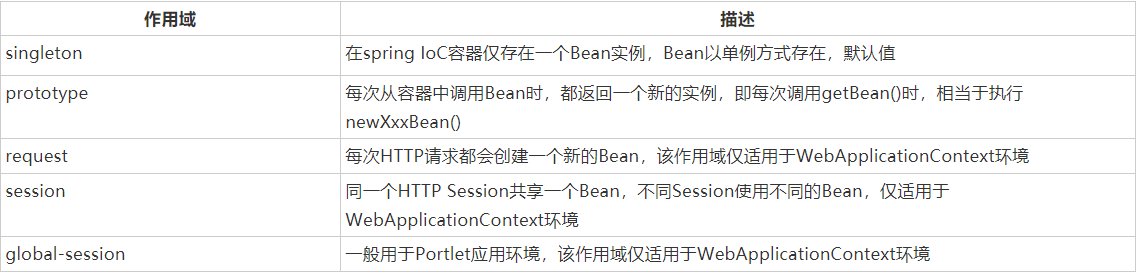 作用域 描述
singleton 在spring IoC容器仅存在一个Bean实例，Bean以单例方式存在，默认值
prototype 每次从容器中调用Bean时，都返回一个新的实例，即每次调用getBean()时，相当于执行
newXxxBean()
request 每次HTTP请求都会创建一个新的Bean，该作用域仅适用于WebApplicationContext环境
session 同一个HTTP Session共享一个Bean，不同Session使用不同的Bean，仅适用于
WebApplicationContext环境
global-session 一般用于Portlet应用环境，该作用域仅适用于WebApplicationContext环境